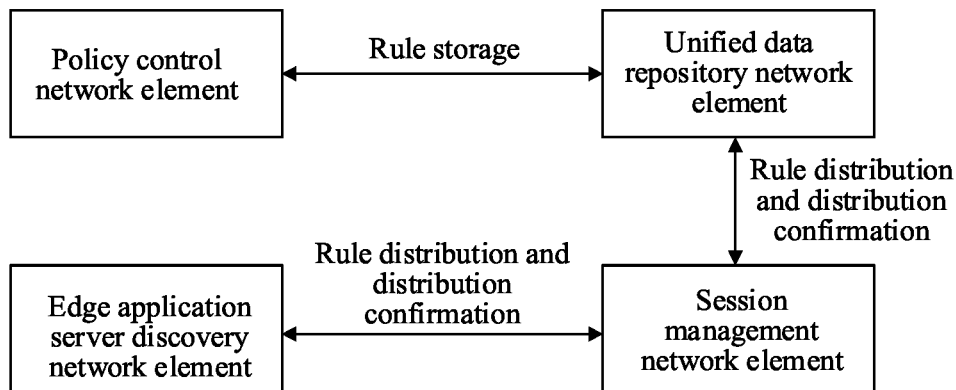 Policy control
network element
Rule storage
Unified data
repository network
element
Rule distribution
and distribution
confirmation
Rule distribution and
distribution
confirmation
Edge application
server discovery
network element
Session
management
network element